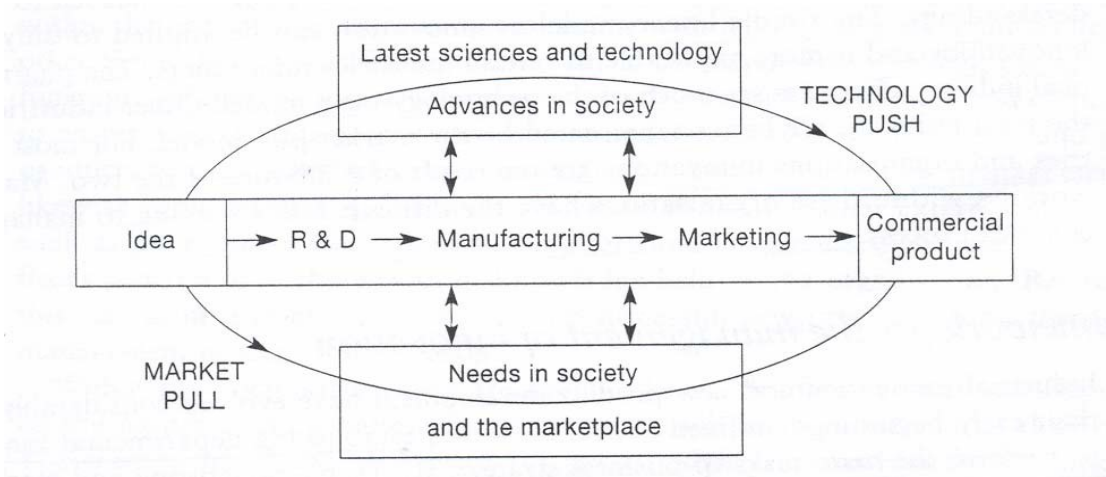 Latest sciences and technology
Advances in society
TECHNOLOGY
PUSH
Idea
R & D
Manufacturing
Marketing
Commercial
product
MARKET
PULL
Needs in society
and the marketplace